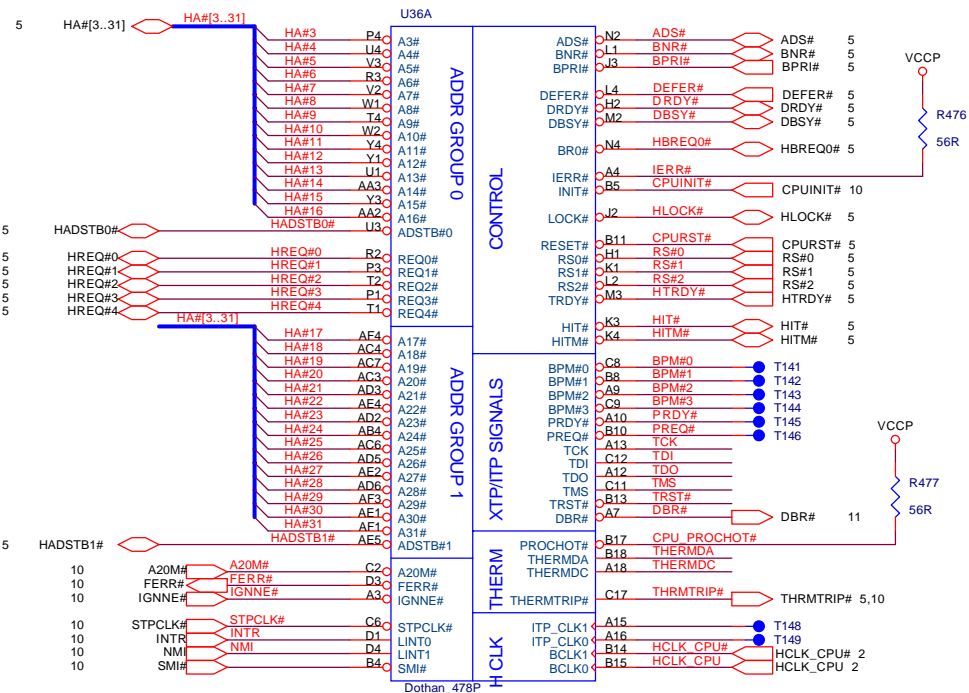 U36A
5 HA#[3..31] HA#[3..31]
HA#3 P4 A3# ADS# N2 ADS# ADS# 5
HA#4 U4 A4# BNR# L1 BNR# BNR# 5
HA#5 V3 A5# BPRI# J3 BPRI# BPRI# 5
VCCP
HA#6 R3 A6#
HA#7 V2 A7# DEFER# L4 DEFER# DEFER# 5
HA#8 W1 A8# DRDY# H2 DRDY# DRDY# 5
HA#9 T4 A9# DBSY# M2 DBSY# DBSY# 5
R476
56R
HA#10 W2 A10#
HA#11 Y4 A11# BR0# N4 HBREQ0# HBREQ0# 5
HA#12 Y1 A12#
HA#13 U1 A13# IERR# A4 IERR#
HA#14 AA3 A14# INIT# B5 CPUINIT# CPUINIT# 10
HA#15 Y3 A15#
HA#16 AA2 A16# LOCK# J2 HLOCK# HLOCK# 5
5 HADSTB0# HADSTB0# U3 ADSTB#0
ADDR GROUP 0
CONTROL
RESET# B11 CPURST# CPURST# 5
5 HREQ#0 HREQ#0 R2 REQ0# RS0# H1 RS#0 RS#0 5
5 HREQ#1 HREQ#1 P3 REQ1# RS1# K1 RS#1 RS#1 5
5 HREQ#2 HREQ#2 T2 REQ2# RS2# L2 RS#2 RS#2 5
5 HREQ#3 HREQ#3 P1 REQ3# TRDY# M3 HTRDY# HTRDY# 5
5 HREQ#4 HREQ#4 T1 REQ4#
HA#[3..31]
HIT# K3 HIT# HIT# 5
HA#17 AF4 A17# HITM# K4 HITM# HITM# 5
HA#18 AC4 A18#
HA#19 AC7 A19# BPM#0 C8 BPM#0 T141
HA#20 AC3 A20# BPM#1 B8 BPM#1 T142
HA#21 AD3 A21# BPM#2 A9 BPM#2 T143
HA#22 AE4 A22# BPM#3 C9 BPM#3 T144
HA#23 AD2 A23# PRDY# A10 PRDY# T145
HA#24 AB4 A24# PREQ# B10 PREQ# T146
VCCP
HA#25 AC6 A25# TCK A13 TCK
HA#26 AD5 A26# TDI C12 TDI
HA#27 AE2 A27# TDO A12 TDO
HA#28 AD6 A28# TMS C11 TMS
HA#29 AF3 A29# TRST# B13 TRST#
HA#30 AE1 A30# DBR# A7 DBR# DBR# 11
HA#31 AF1 A31#
R477
56R
5 HADSTB1# HADSTB1# AE5 ADSTB#1 PROCHOT# B17 CPU_PROCHOT#
ADDR GROUP 1
XTP/ITP SIGNALS
THERMDA B18 THERMDA
10 A20M# A20M# C2 A20M# THERMDC A18 THERMDC
10 FERR# FERR# D3 FERR#
10 IGNNE# IGNNE# A3 IGNNE# THERMTRIP# C17 THRMTRIP# THRMTRIP# 5,10
THERM
10 STPCLK# STPCLK# C6 STPCLK# ITP_CLK1 A15 T148
10 INTR INTR D1 LINT0 ITP_CLK0 A16 T149
10 NMI NMI D4 LINT1 BCLK1 B14 HCLK_CPU# HCLK_CPU# 2
10 SMI# B4 SMI# BCLK0 B15 HCLK_CPU HCLK_CPU 2
H CLK
Dothan_478P